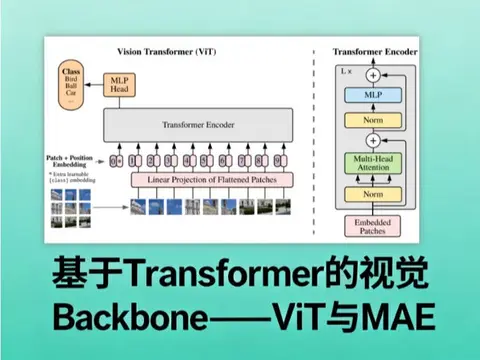 Vision Transformer (ViT)
Transformer Encoder
Class
Bird
Ball
Car
...
MLP
Head
Transformer Encoder
Patch + Position
Embedding
* Extra learnable
[class] embedding
0 * 1 2 3 4 5 6 7 8 9
Linear Projection of Flattened Patches
L x
+
MLP
Norm
+
Multi-Head
Attention
Norm
Embedded
Patches
基于Transformer的视觉
Backbone——ViT与MAE